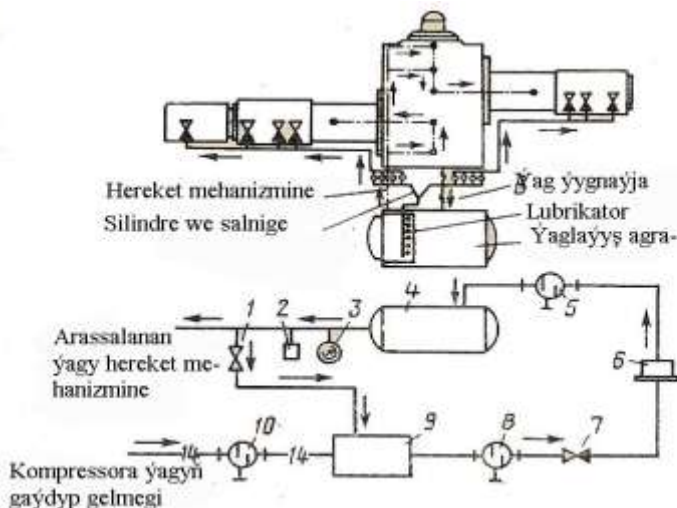 Hereket mehanizmine
Silindre we salnige
Ýag ýygnaýja
Lubrikator
Ýaglaýyş agra-
1
2
3
4
5
Arassalanan
ýagy hereket me-
hanizmine
6
10
9
8
7
14
14
Kompressora ýagyň
gaýdyp gelmegi